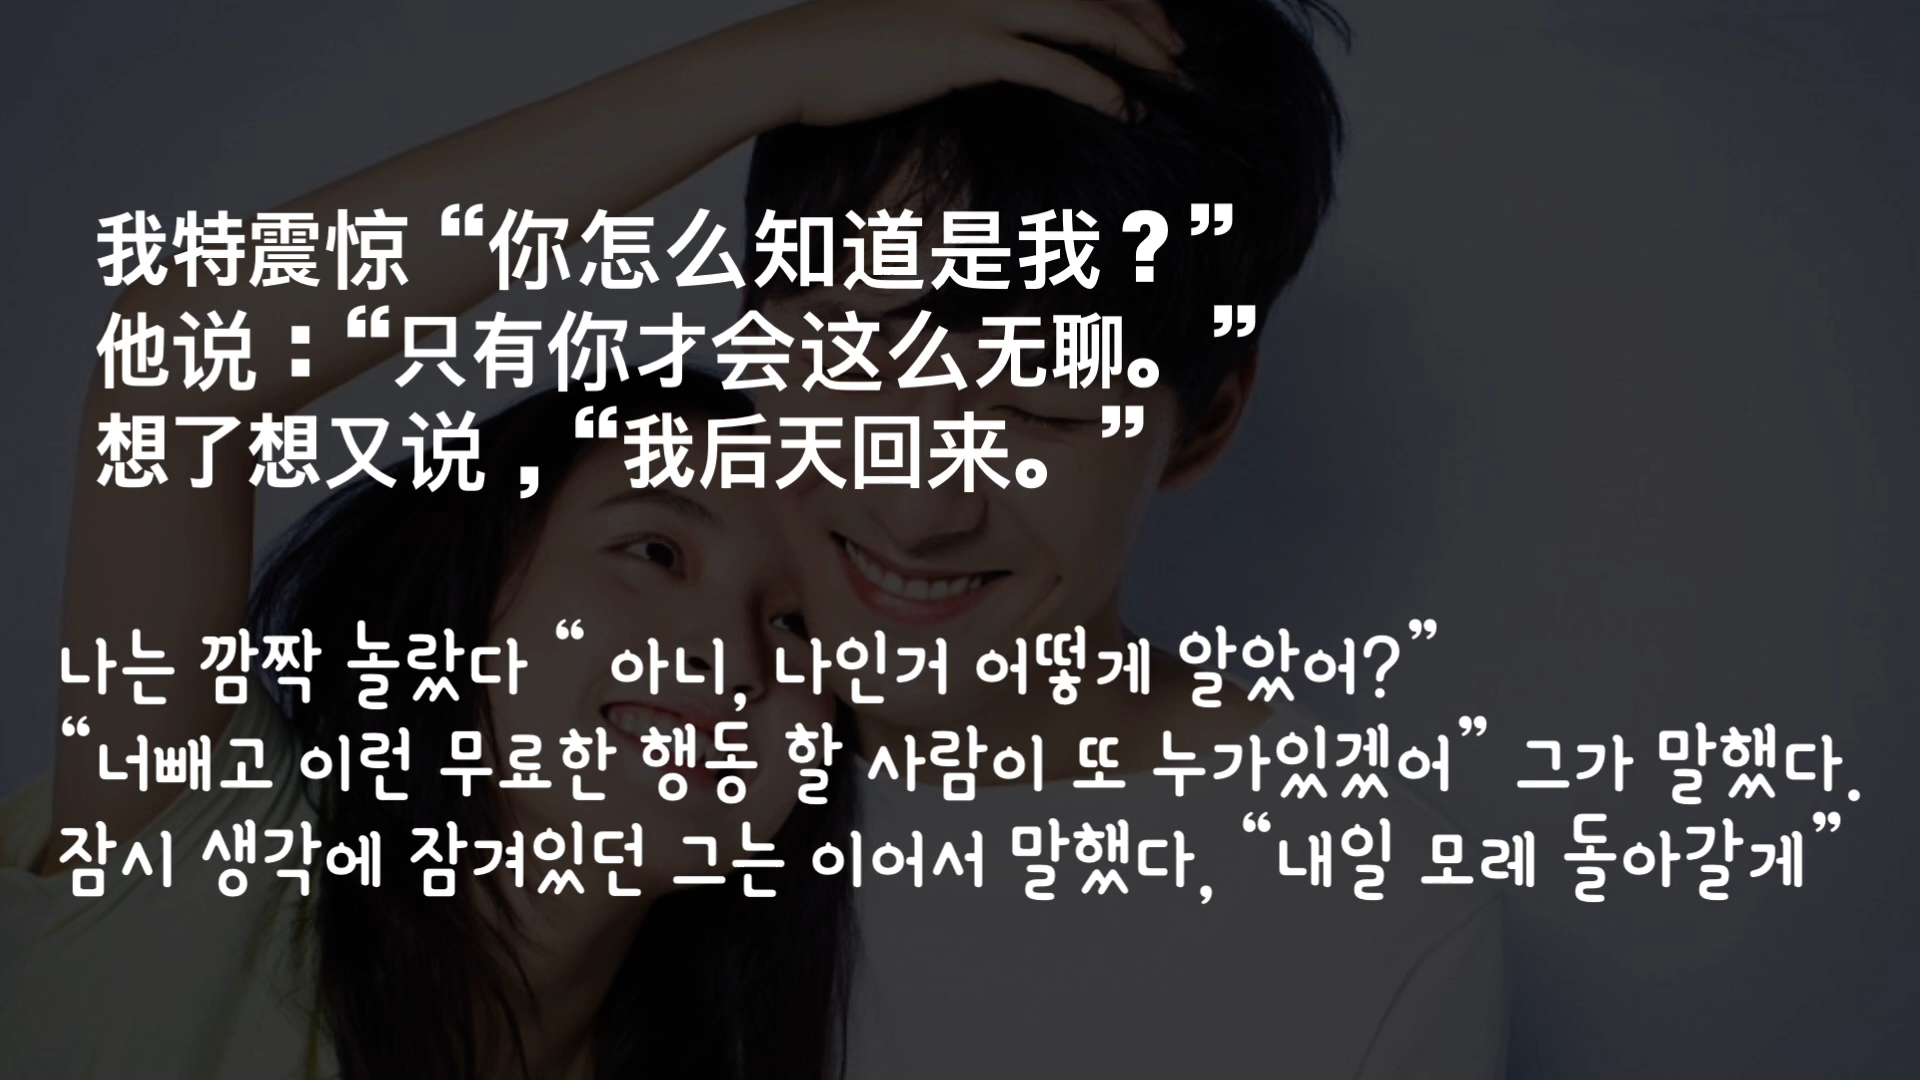 我特震惊 “你怎么知道是我？”
他说：“只有你才会这么无聊。”
想了想又说，“我后天回来。”
나는 깜짝 놀랐다 “ 아니, 나인거 어떻게 알았어?”
“너빼고 이런 무료한 행동 할 사람이 또 누가있겠어” 그가 말했다.
잠시 생각에 잠겨있던 그는 이어서 말했다, “내일 모레 돌아갈게”